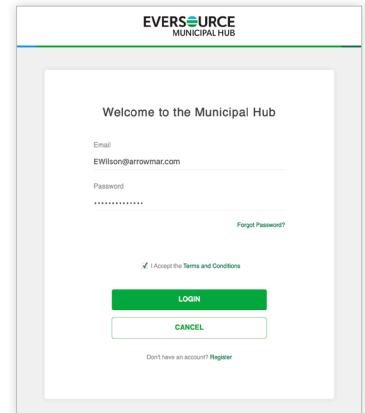 EVERSOURCE
MUNICIPAL HUB
Welcome to the Municipal Hub
Email
EWilson@arrowmar.com
Password
••••••••••••••
Forgot Password?
I Accept the Terms and Conditions
LOGIN
CANCEL
Don't have an account? Register